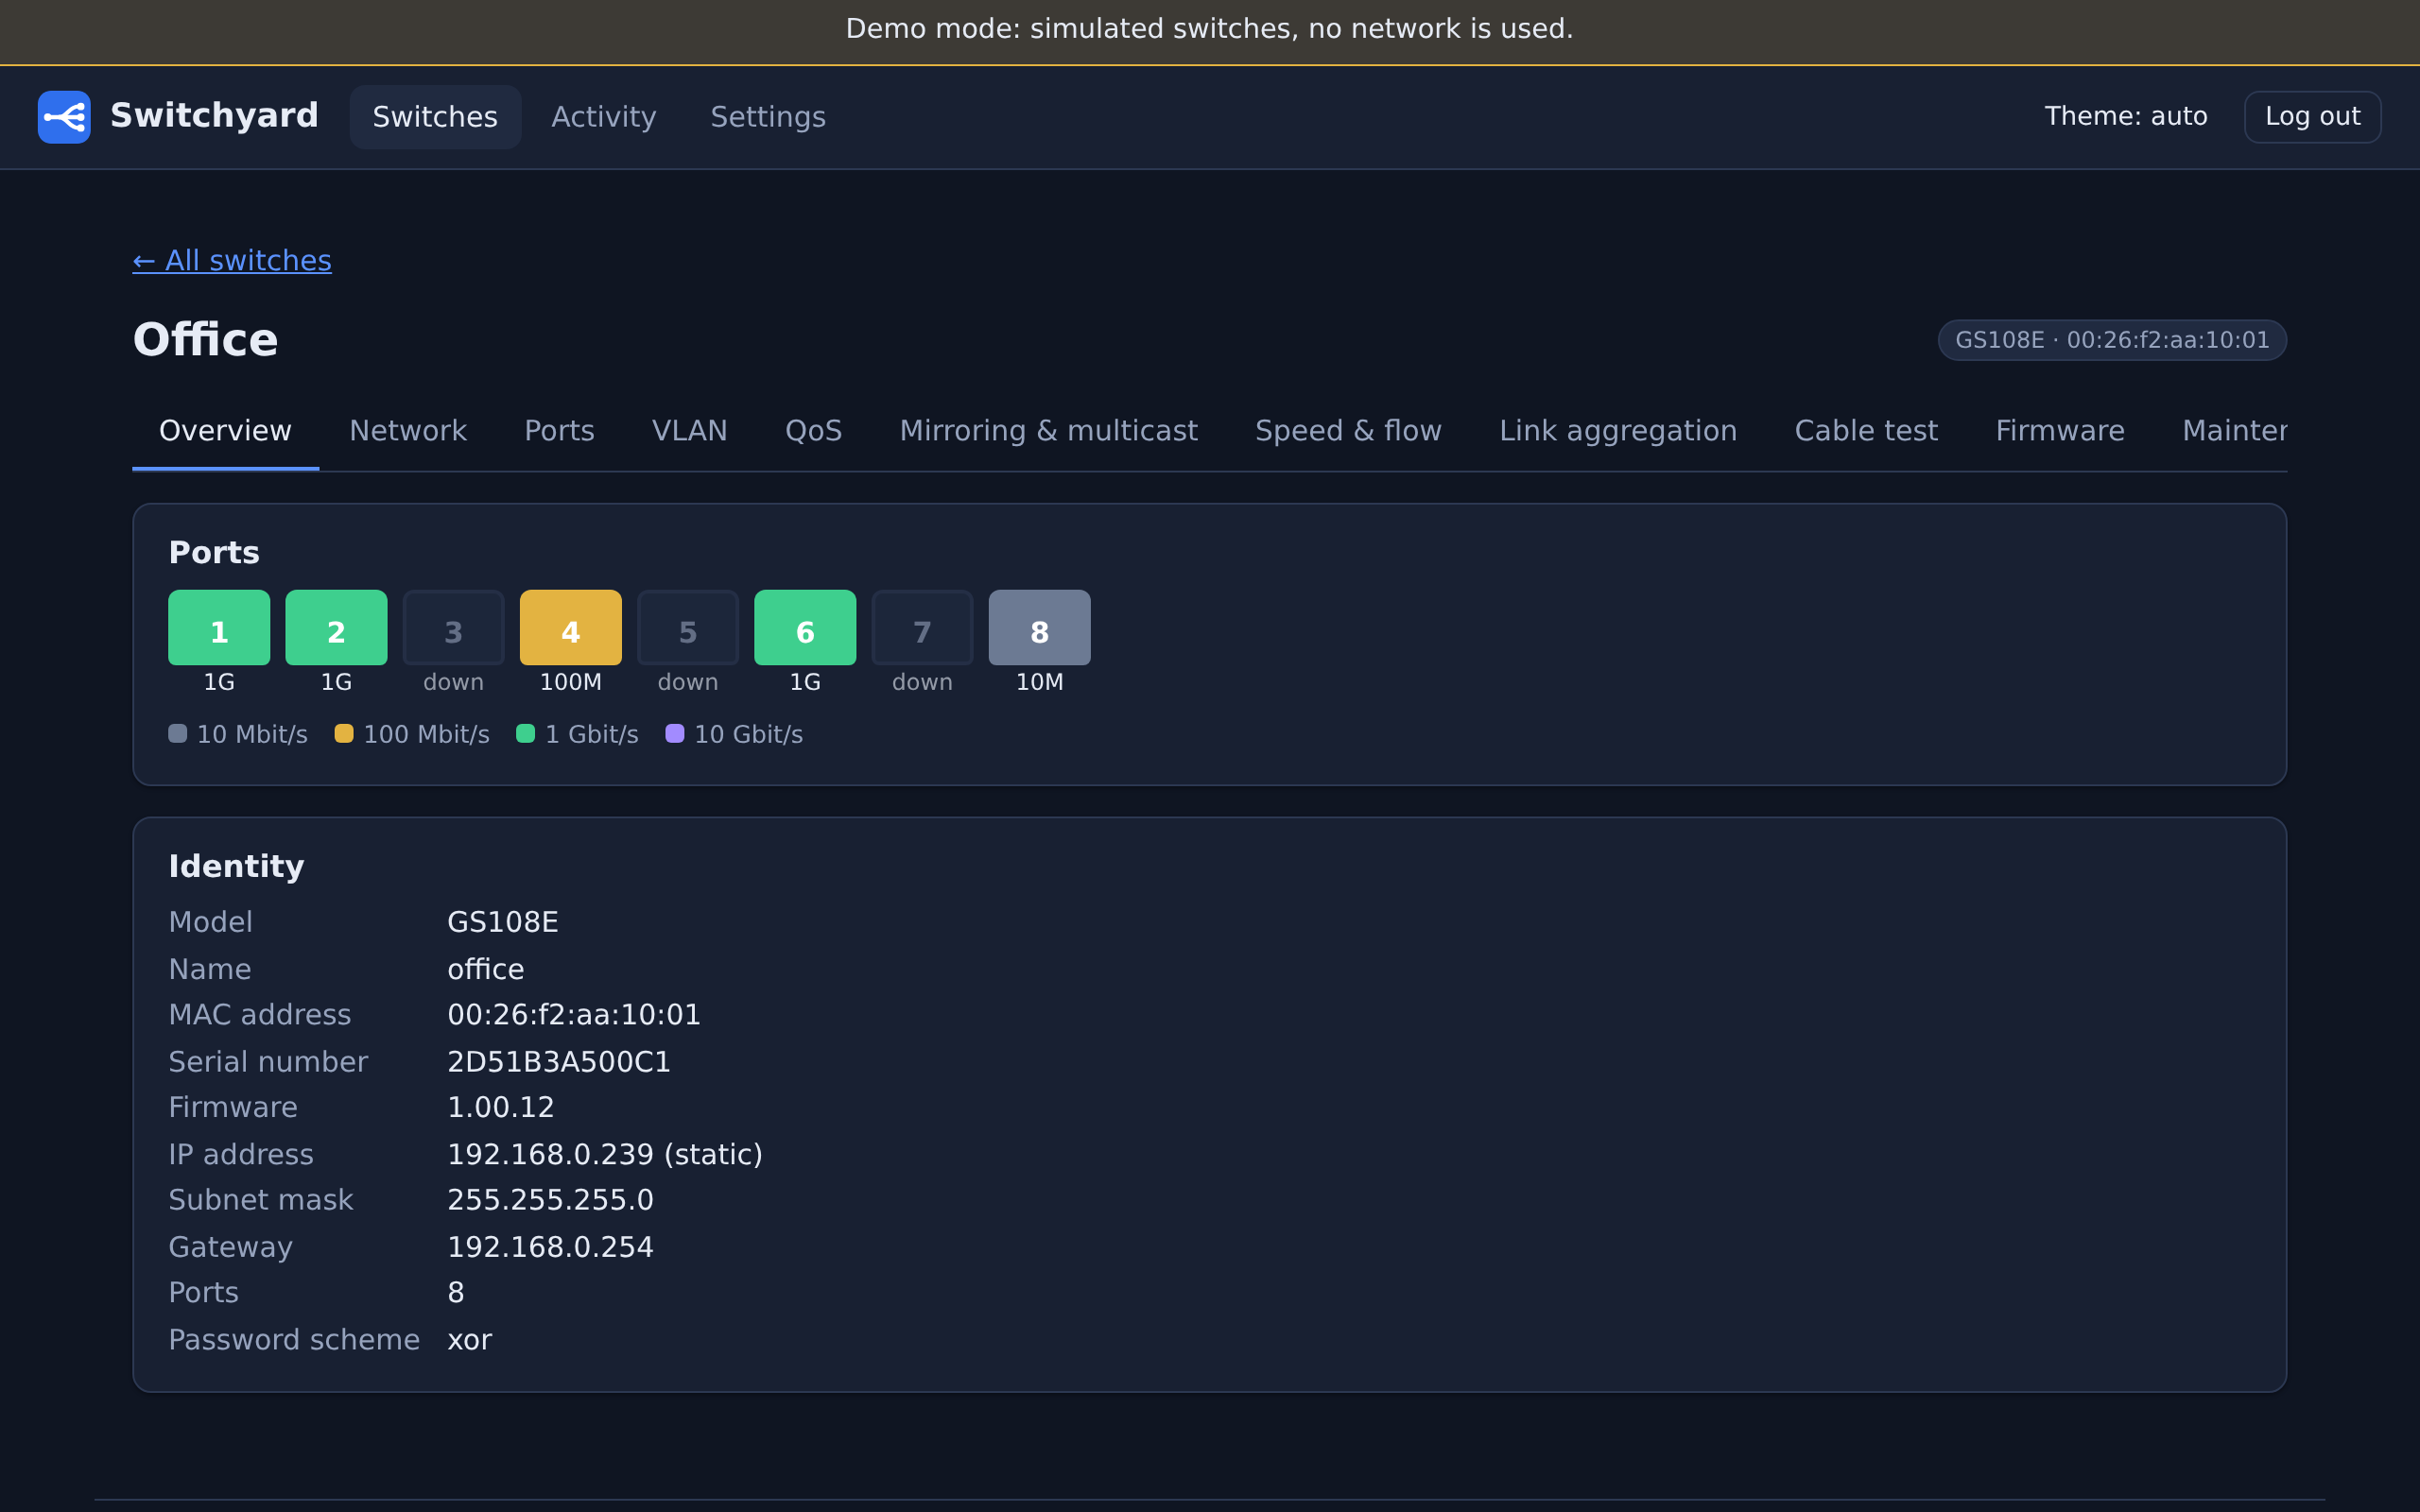 Demo mode: simulated switches, no network is used.
Switchyard Switches Activity Settings Theme: auto Log out
← All switches
Office GS108E · 00:26:f2:aa:10:01
Overview Network Ports VLAN QoS Mirroring & multicast Speed & flow Link aggregation Cable test Firmware Mainter
Ports
1 2 3 4 5 6 7 8
1G 1G down 100M down 1G down 10M
10 Mbit/s 100 Mbit/s 1 Gbit/s 10 Gbit/s
Identity
Model GS108E
Name office
MAC address 00:26:f2:aa:10:01
Serial number 2D51B3A500C1
Firmware 1.00.12
IP address 192.168.0.239 (static)
Subnet mask 255.255.255.0
Gateway 192.168.0.254
Ports 8
Password scheme xor